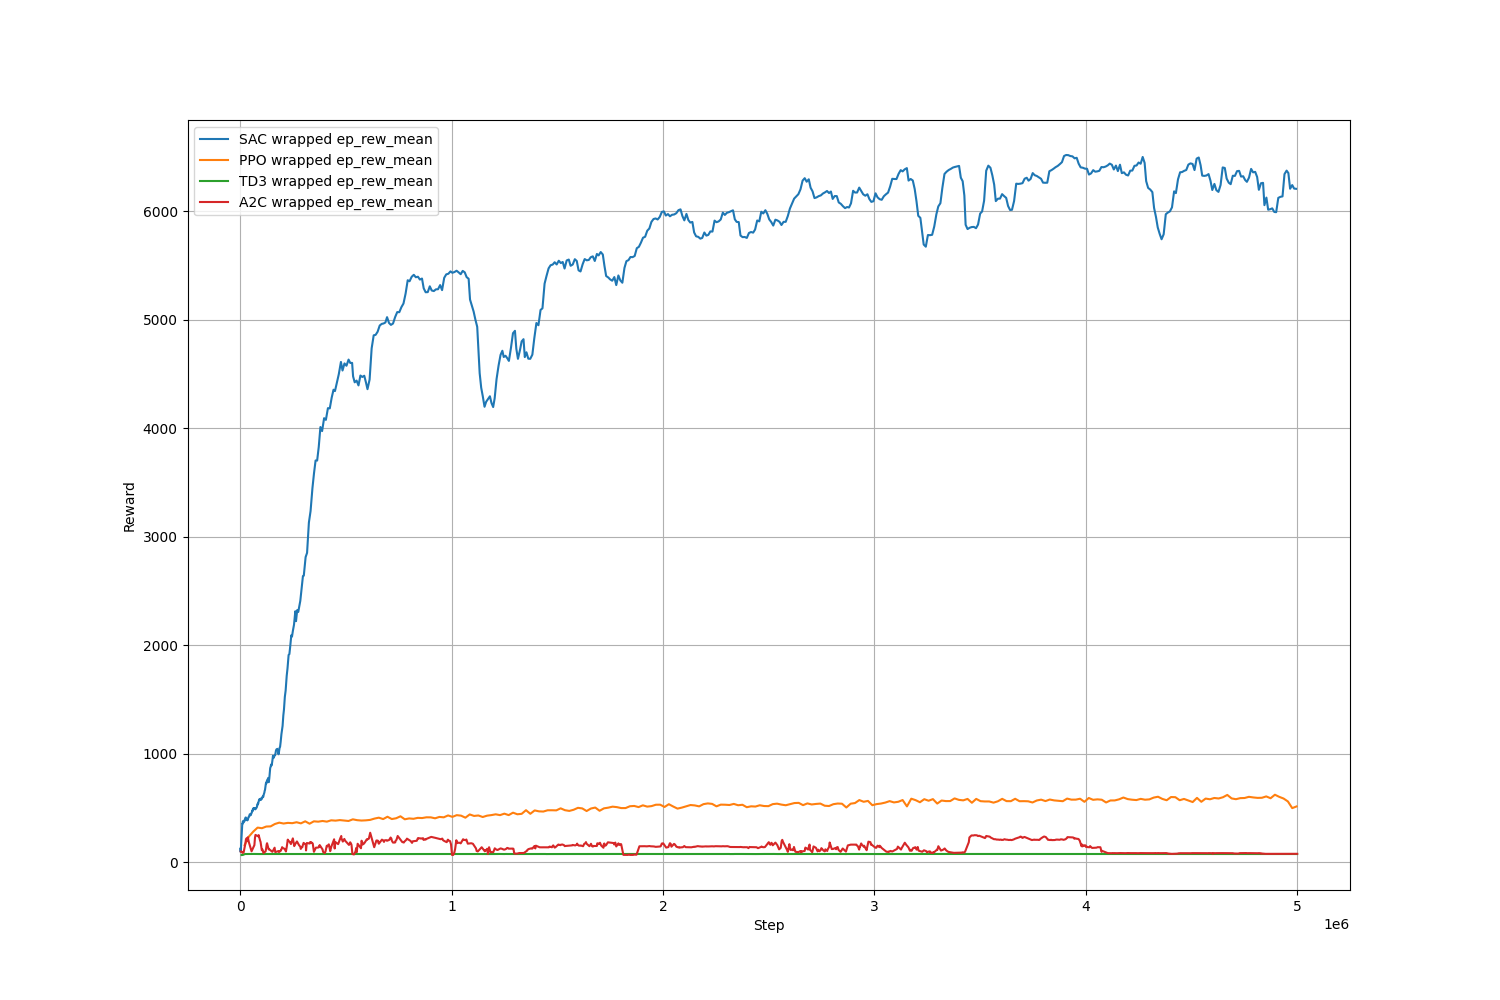 SAC wrapped ep_rew_mean
PPO wrapped ep_rew_mean
TD3 wrapped ep_rew_mean
A2C wrapped ep_rew_mean
6000
5000
4000
3000
2000
1000
0
Reward
0 1 2 3 4 5
Step
1e6